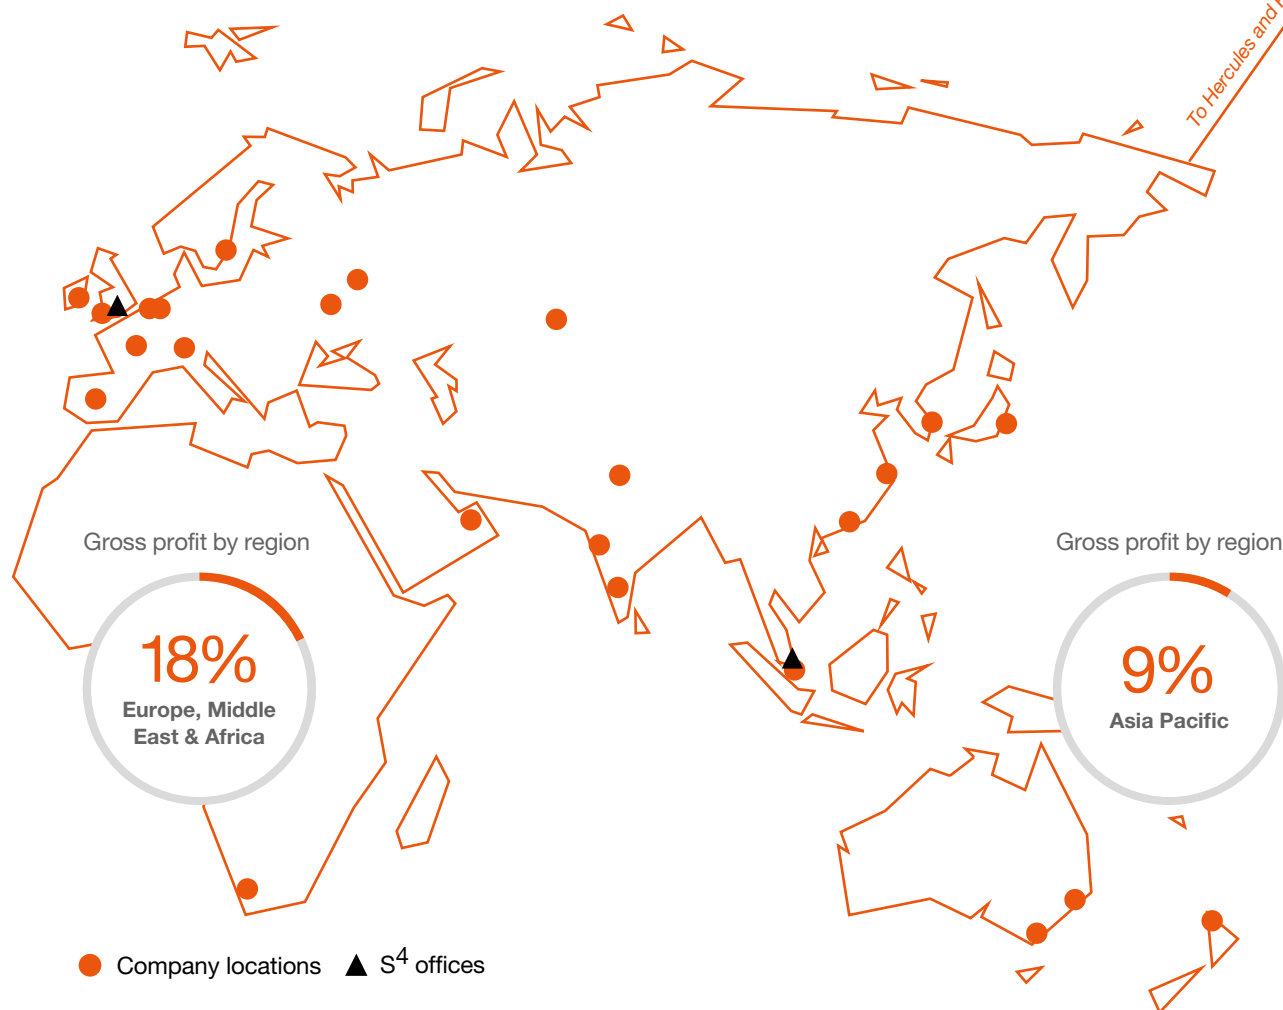 To Hercules and
Gross profit by region
18%
Europe, Middle
East & Africa
Gross profit by region
9%
Asia Pacific
Company locations
S4 offices